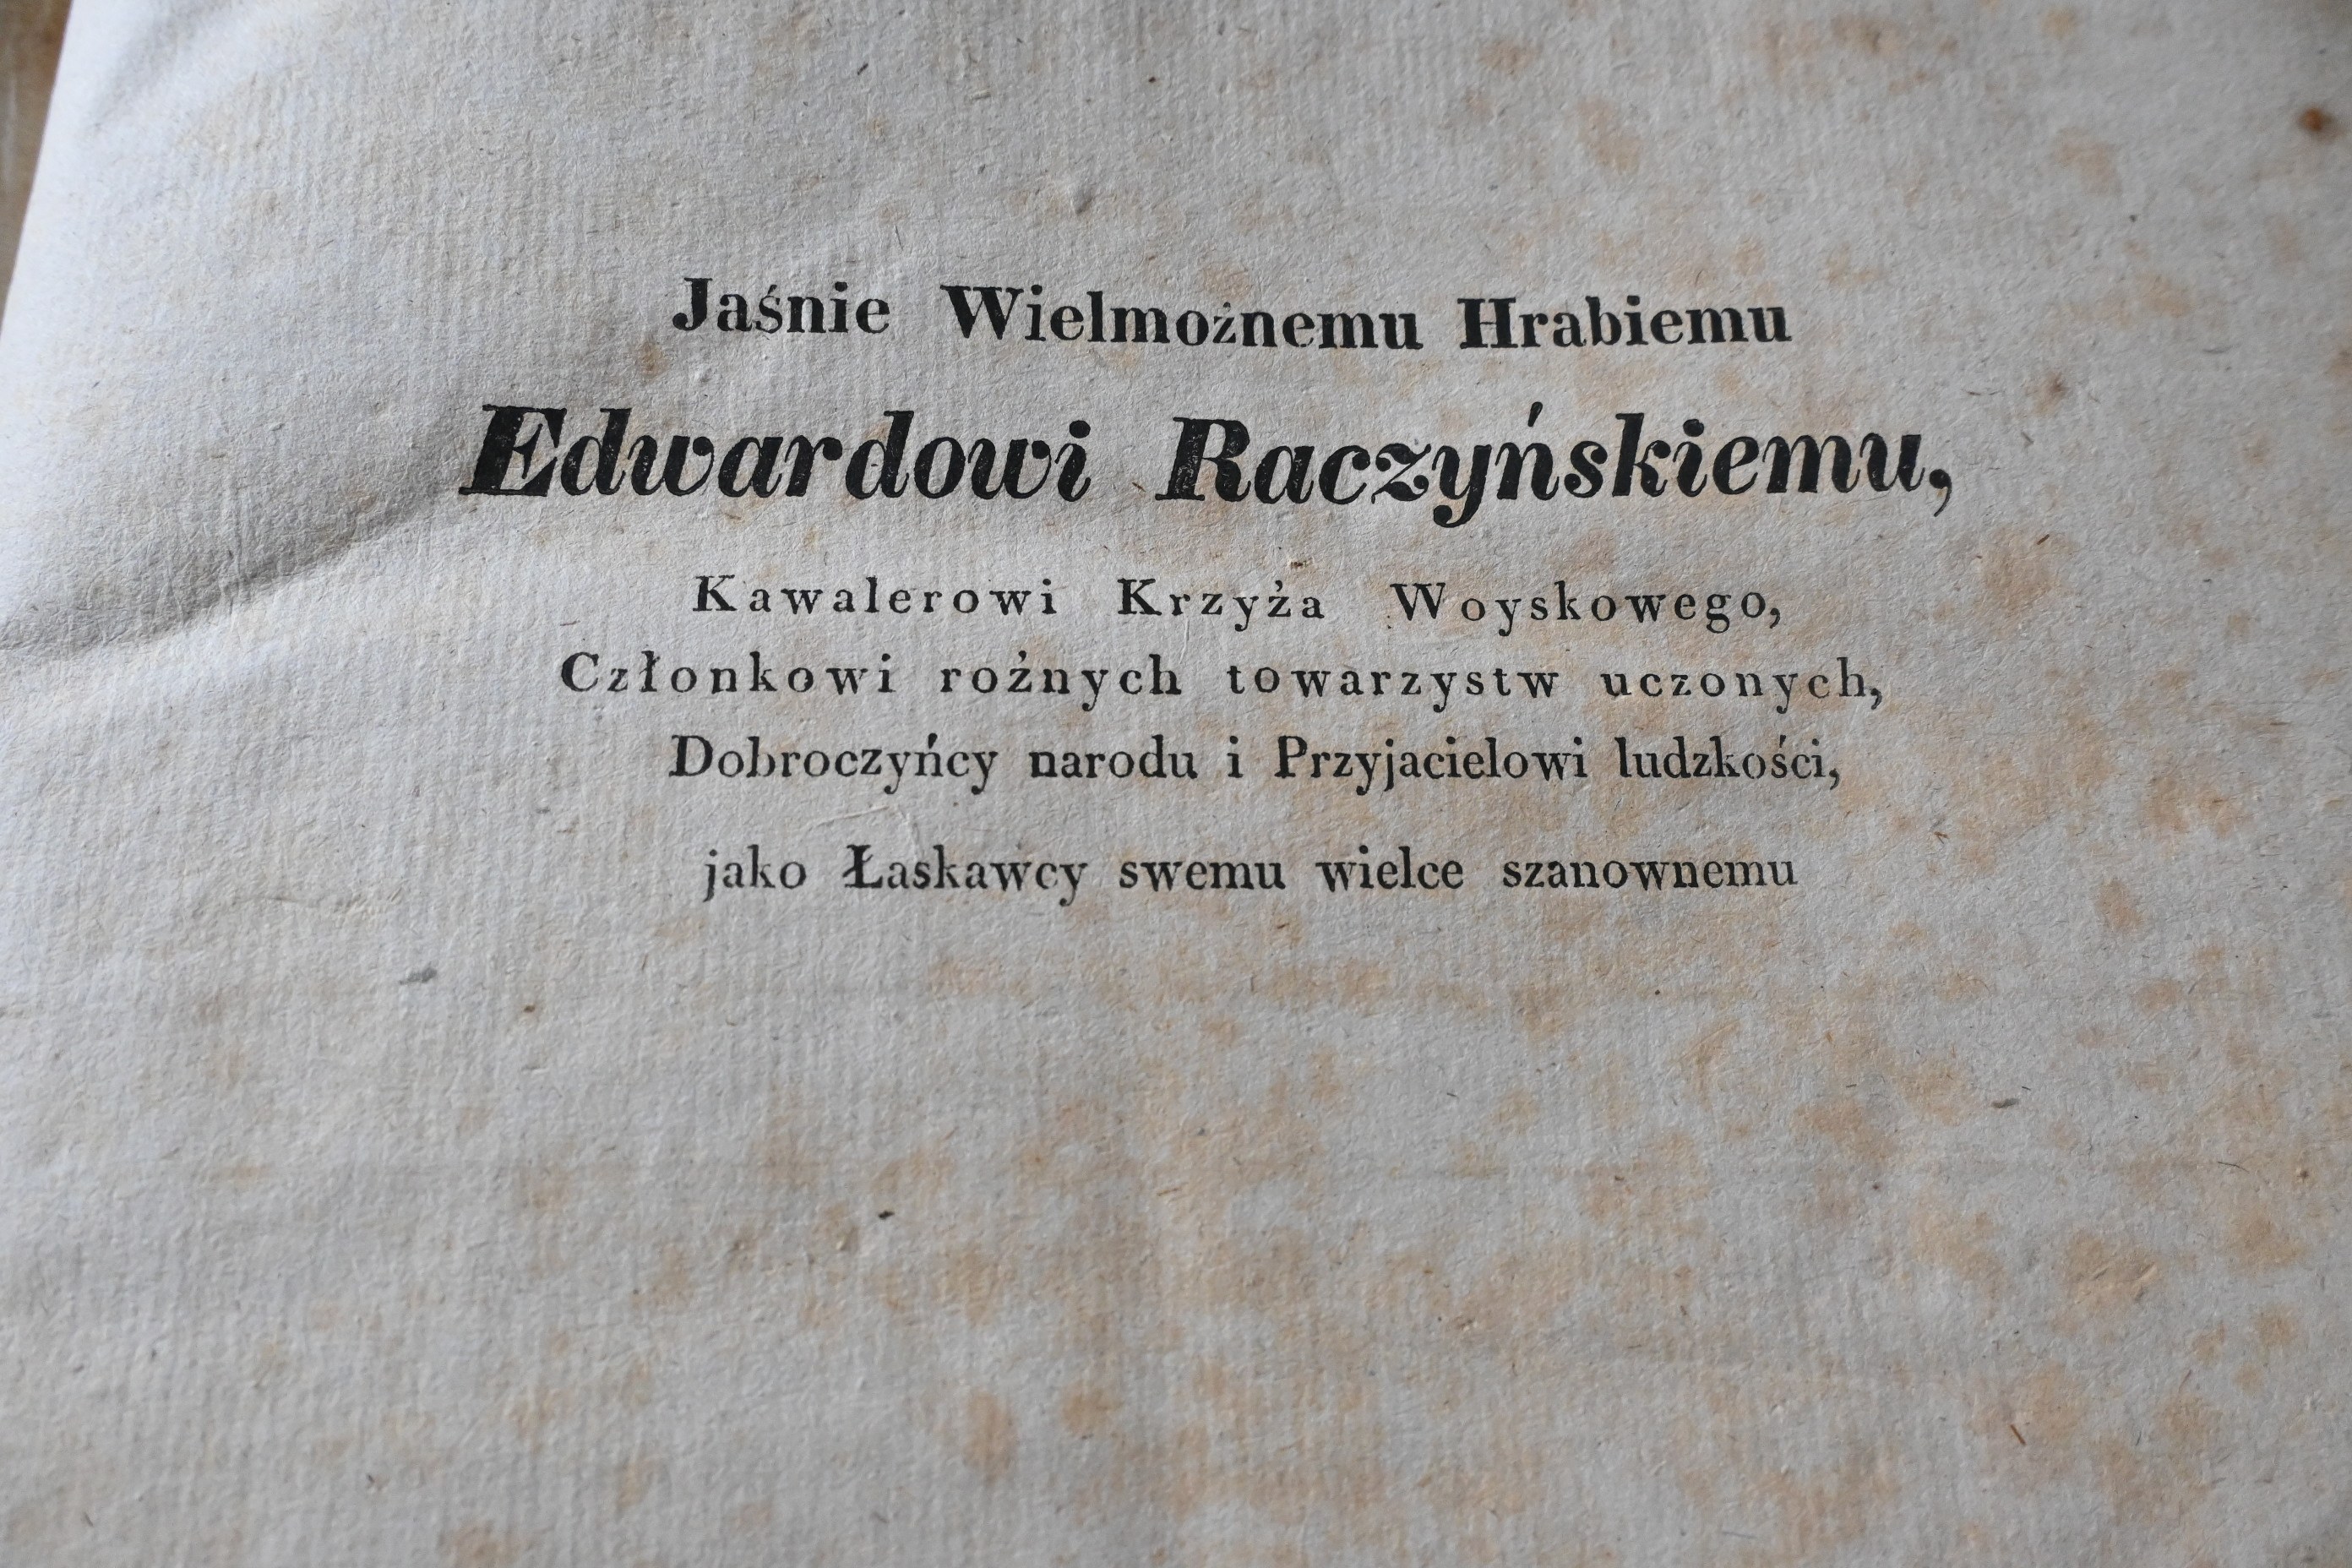 Jaśnie Wielmożnemu Hrabiemu
Edwardowi Raczyńskiemu,
Kawalerowi Krzyża Woyskowego,
Członkowi rożnych towarzystw uczonych,
Dobroczyńcy narodu i Przyjacielowi ludzkości,
jako Łaskawcy swemu wielce szanownemu